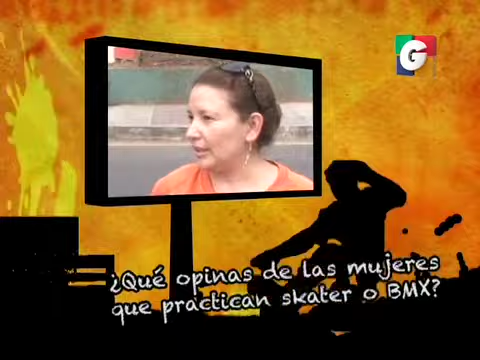 G
¿Qué opinas de las mujeres
que practican skater o BMX?